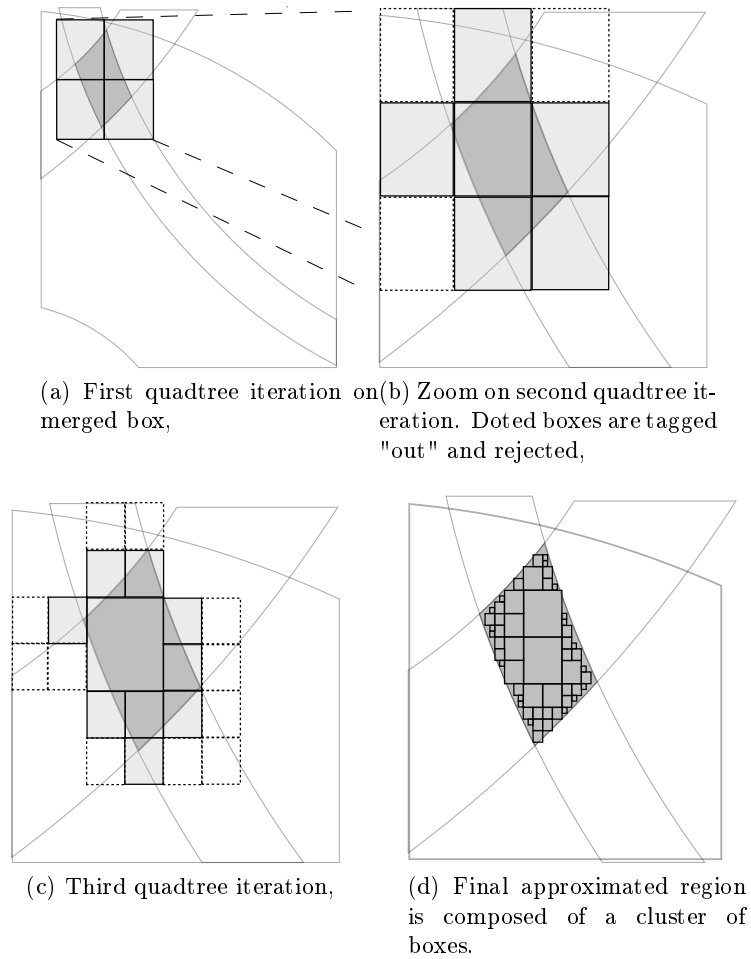 (a) First quadtree iteration on
merged box,
(b) Zoom on second quadtree it-
eration. Doted boxes are tagged
"out" and rejected,
(c) Third quadtree iteration,
(d) Final approximated region
is composed of a cluster of
boxes.